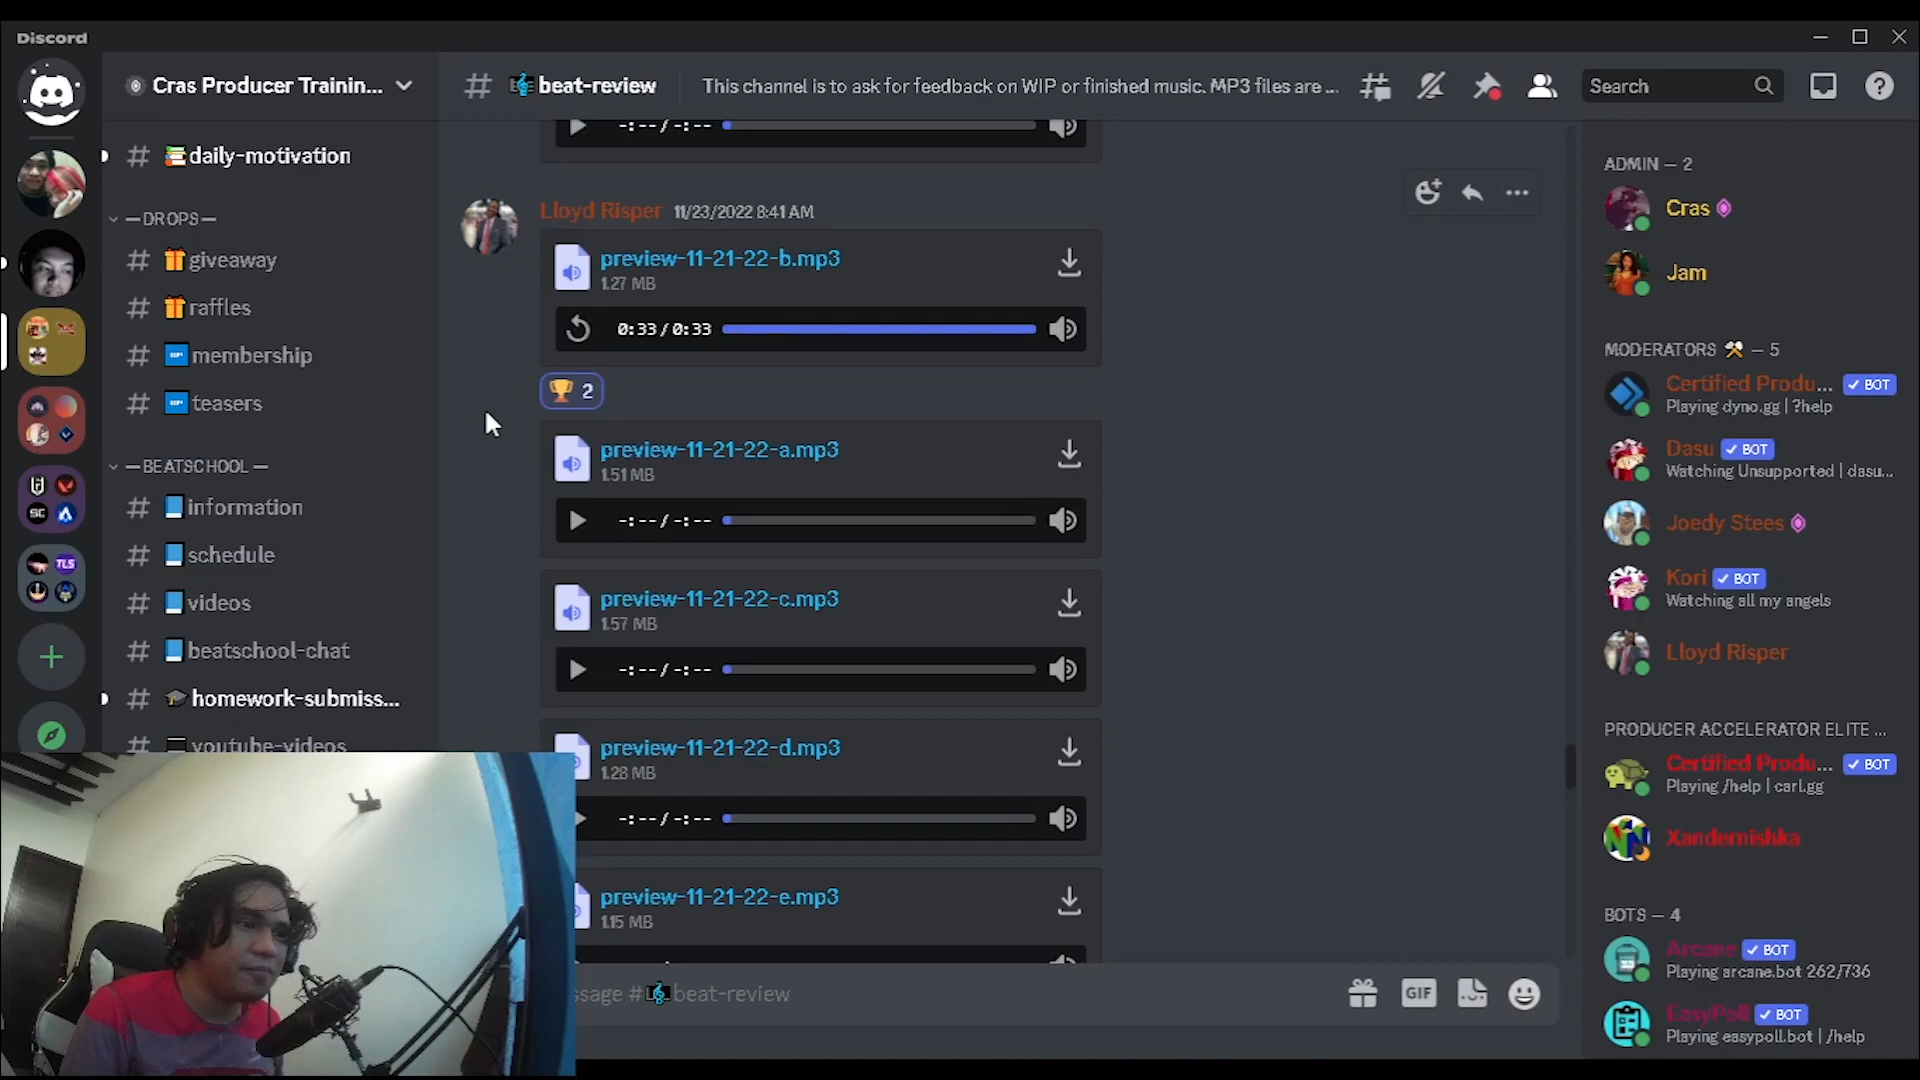 Discord
Cras Producer Trainin...
beat-review
This channel is to ask for feedback on WIP or finished music. MP3 files are ...
Search
daily-motivation
—DROPS—
giveaway
raffles
membership
teasers
—BEATSCHOOL —
information
schedule
videos
beatschool-chat
homework-submiss...
youtube-videos
-:--/-:--
Lloyd Risper 11/23/2022 8:41 AM
preview-11-21-22-b.mp3
1.27 MB
0:33/0:33
2
preview-11-21-22-a.mp3
1.51 MB
-:--/-:--
preview-11-21-22-c.mp3
1.57 MB
-:--/-:--
preview-11-21-22-d.mp3
1.28 MB
-:--/-:--
preview-11-21-22-e.mp3
1.15 MB
ssage # beat-review
GIF
ADMIN — 2
Cras
Jam
MODERATORS — 5
Certified Produ... BOT
Playing dyno.gg | ?help
Dasu BOT
Watching Unsupported | dasu...
Joedy Stees
Kori BOT
Watching all my angels
Lloyd Risper
PRODUCER ACCELERATOR ELITE ...
Certified Produ... BOT
Playing /help | carl.gg
Xandernishka
BOTS — 4
Arcane BOT
Playing arcane.bot 262/736
EasyPoll BOT
Playing easypoll.bot | /help
TLS
SC